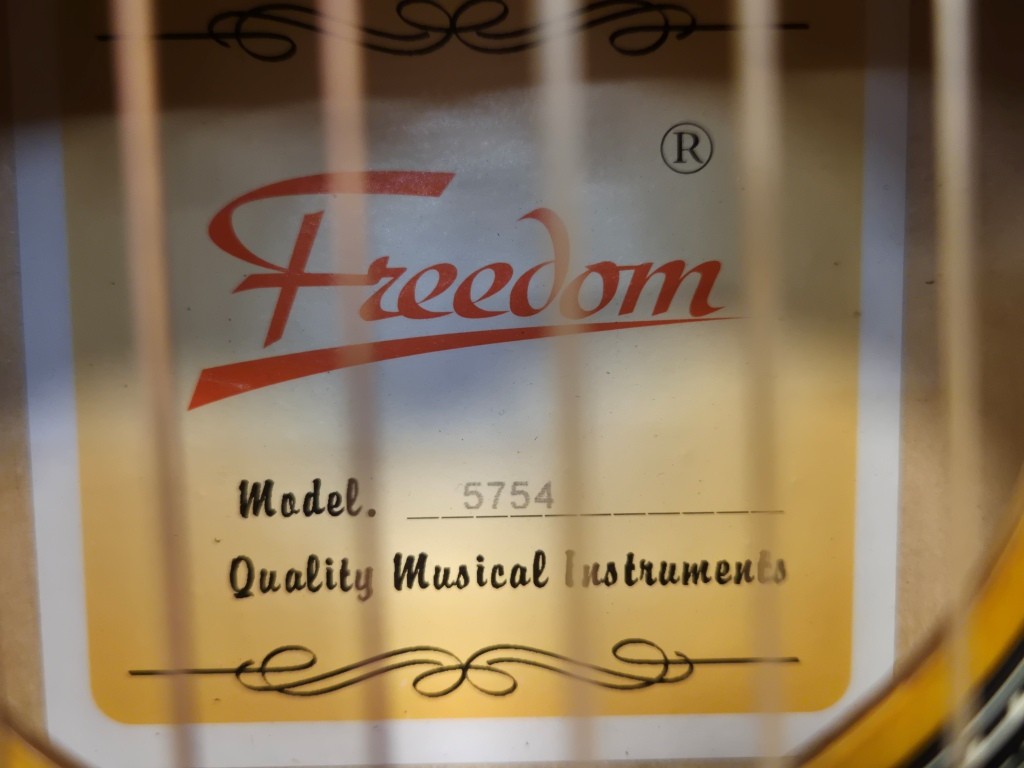 Freedom ®
Model. 5754
Quality Musical Instruments